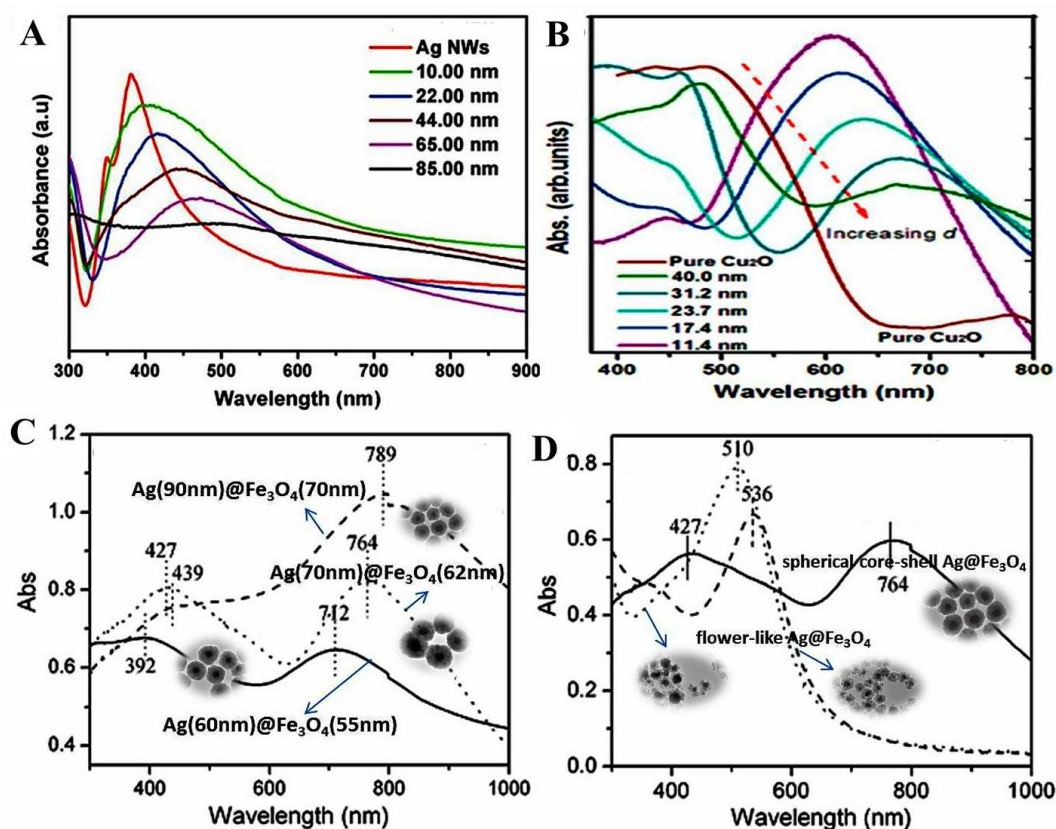 A
Ag NWs
10.00 nm
22.00 nm
44.00 nm
65.00 nm
85.00 nm
Absorbance (a.u)
300 400 500 600 700 800 900
Wavelength (nm)
B
Abs. (arb.units)
Increasing d
Pure Cu₂O
40.0 nm
31.2 nm
23.7 nm
17.4 nm
11.4 nm
Pure Cu₂O
400 500 600 700 800
Wavelength (nm)
C
1.2
1.0
0.8
0.6
0.4
Abs
789
Ag(90nm)@Fe₃O₄(70nm)
427
439
764
Ag(70nm)@Fe₃O₄(62nm)
712
392
Ag(60nm)@Fe₃O₄(55nm)
400 500 600 700 800 900 1000
Wavelength (nm)
D
0.8
0.6
0.4
0.2
0.0
Abs
510
536
427
spherical core-shell Ag@Fe₃O₄
764
flower-like Ag@Fe₃O₄
400 600 800 1000
Wavelength (nm)